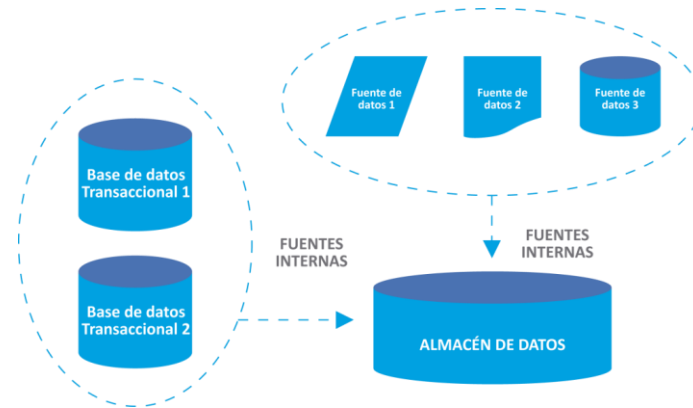 Fuente de
datos 1
Fuente de
datos 2
Fuente de
datos 3
Base de datos
Transaccional 1
FUENTES
INTERNAS
FUENTES
INTERNAS
Base de datos
Transaccional 2
ALMACÉN DE DATOS